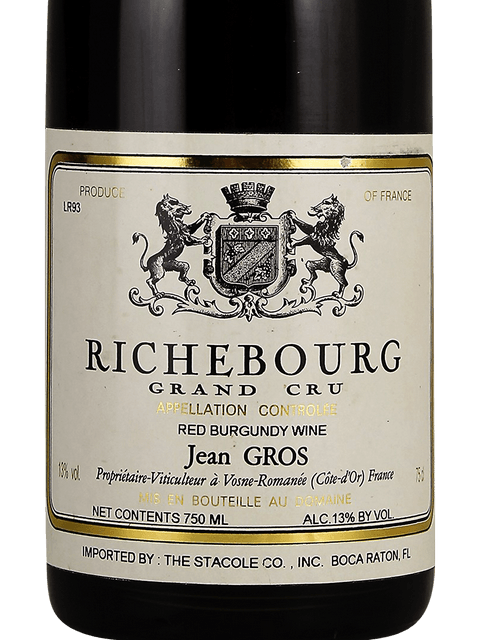 PRODUCE OF FRANCE
LR93
RICHEBOURG
GRAND CRU
APPELLATION CONTROLEE
RED BURGUNDY WINE
Jean GROS
13% vol. Propriétaire-Viticulteur à Vosne-Romanée (Côte-d'Or) France 75cl
MIS EN BOUTEILLE AU DOMAINE
NET CONTENTS 750 ML ALC.13% BY VOL.
IMPORTED BY : THE STACOLE CO. , INC. BOCA RATON, FL